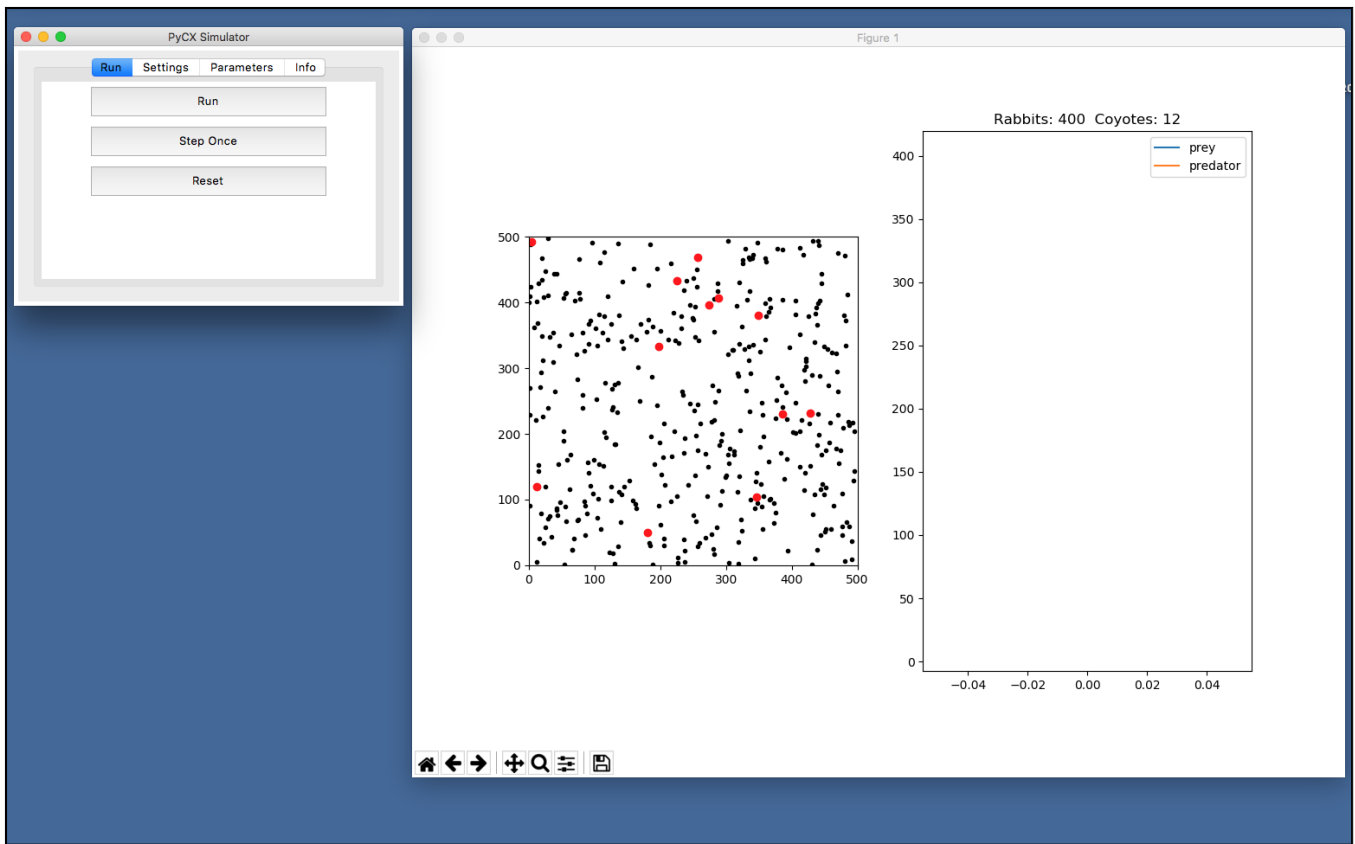 PyCX Simulator
Run Settings Parameters Info
Run
Step Once
Reset
Figure 1
500
400
300
200
100
0
0 100 200 300 400 500
Rabbits: 400 Coyotes: 12
prey
predator
400
350
300
250
200
150
100
50
0
−0.04 −0.02 0.00 0.02 0.04